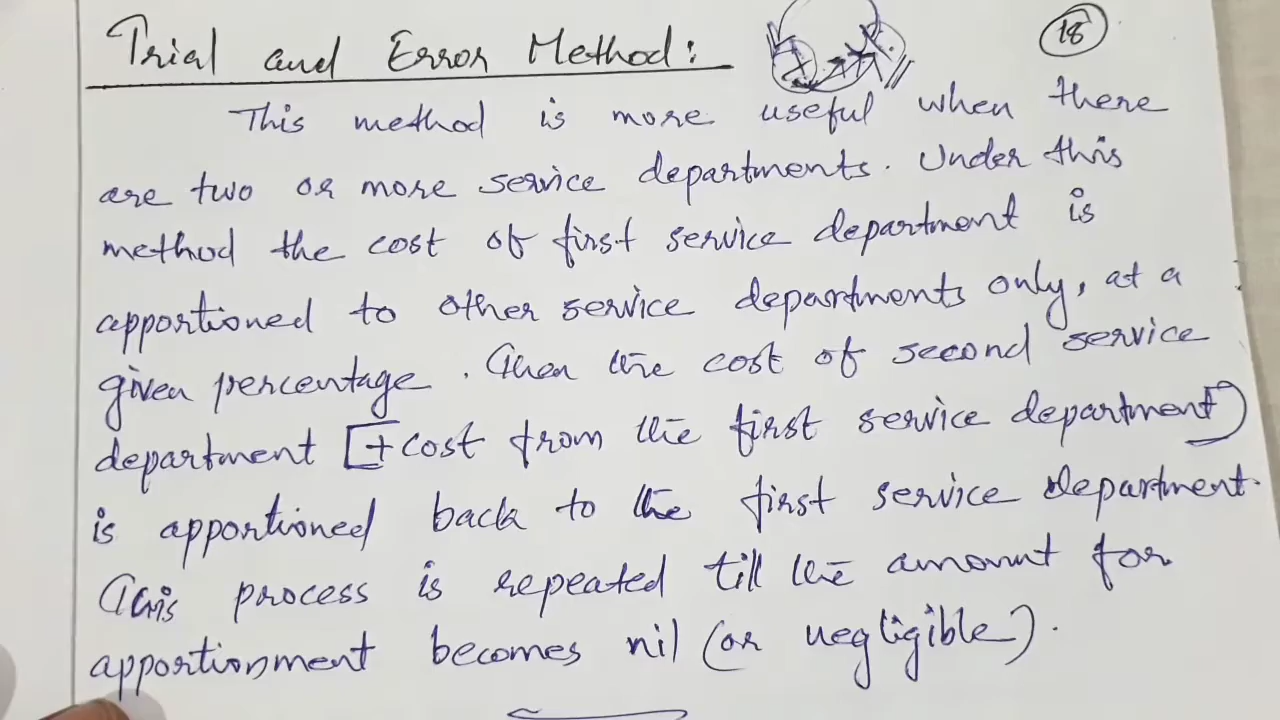 Trial and Error Method:
18
This method is more useful when there
are two or more service departments. Under this
method the cost of first service department is
apportioned to other service departments only, at a
given percentage. Then the cost of second service
department [+cost from the first service department)
is apportioned back to the first service department.
This process is repeated till the amount for
apportionment becomes nil (or negligible).